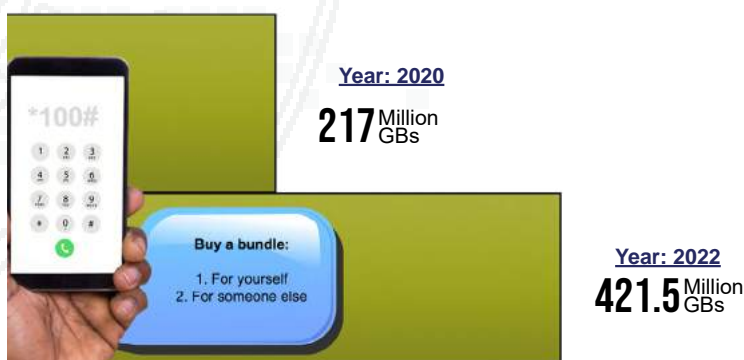 Year: 2020
217 Million GBs
*100#
1 2 3
4 5 6
7 8 9
* 0 #
Buy a bundle:
1. For yourself
2. For someone else
Year: 2022
421.5 Million GBs